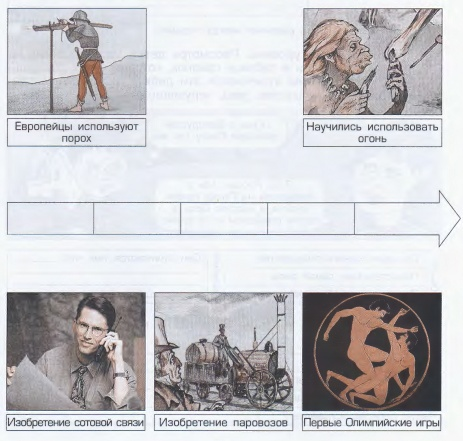 Европейцы используют
порох
Научились использовать
огонь
Изобретение сотовой связи
Изобретение паровозов
Первые Олимпийские игры